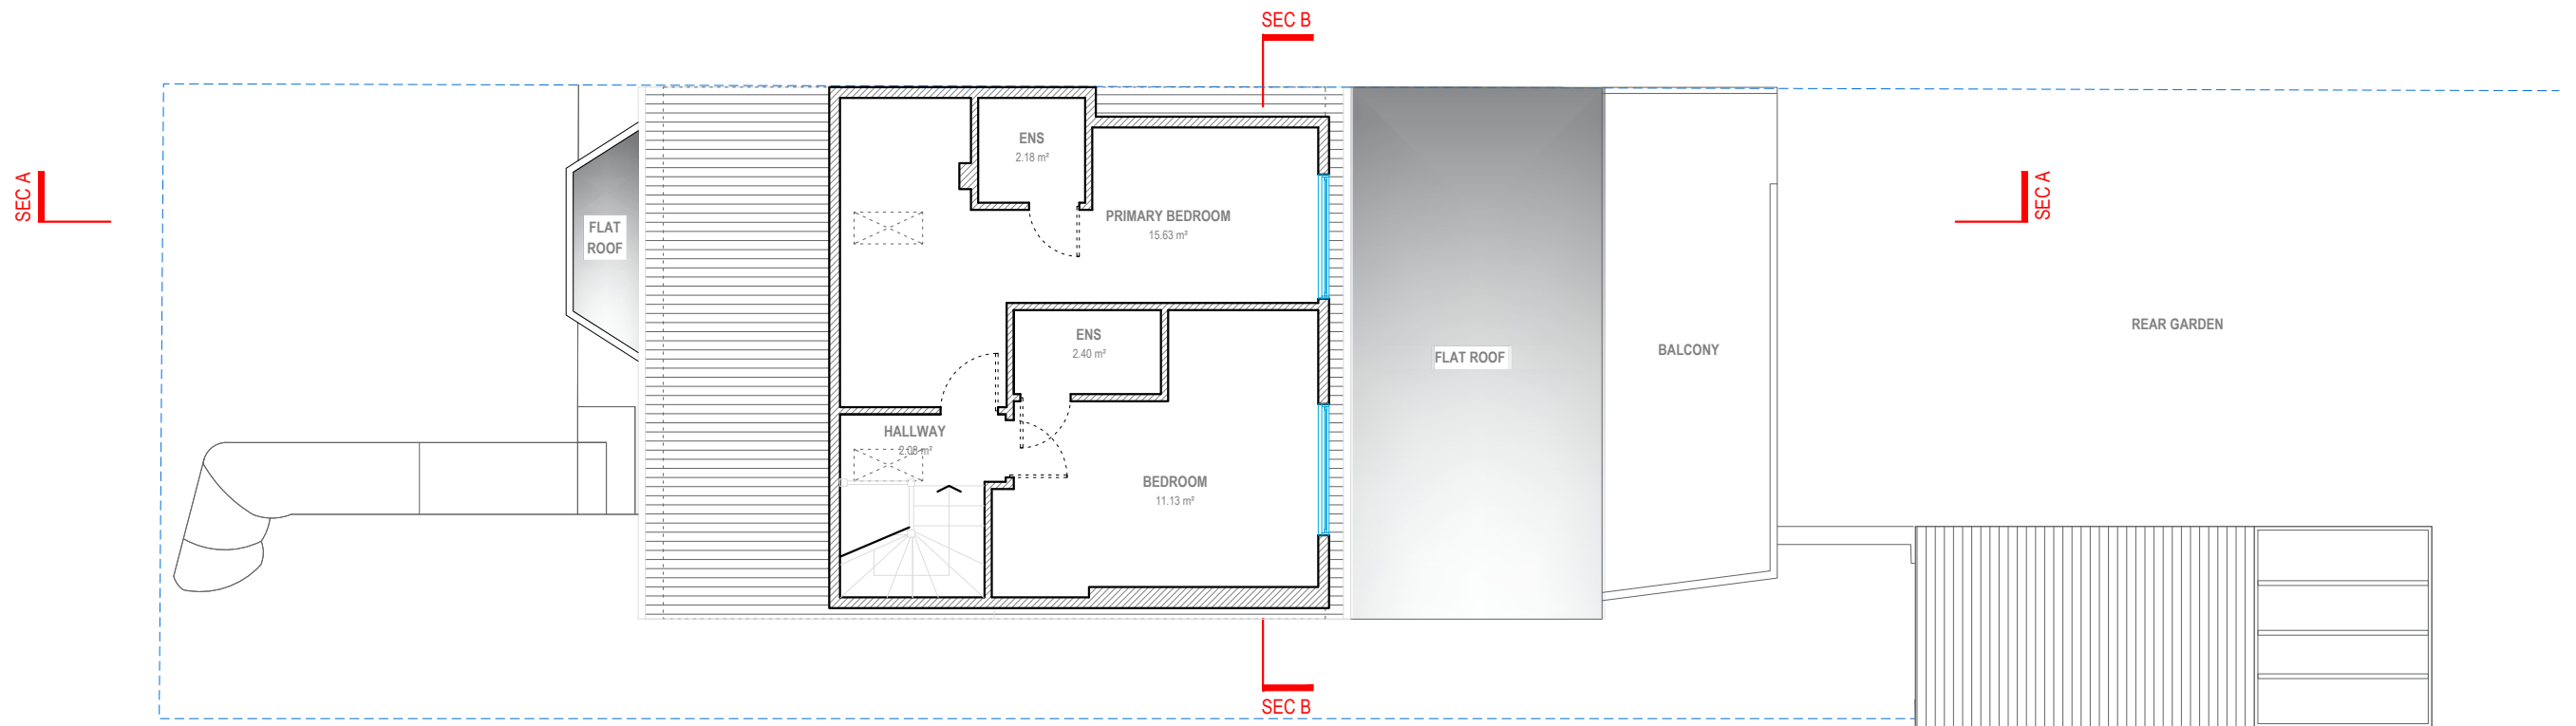 SEC B
SEC A
FLAT
ROOF
ENS
2.18 m²
PRIMARY BEDROOM
15.63 m²
SEC A
REAR GARDEN
ENS
2.40 m²
FLAT ROOF
BALCONY
HALLWAY
2.08 m²
BEDROOM
11.13 m²
SEC B